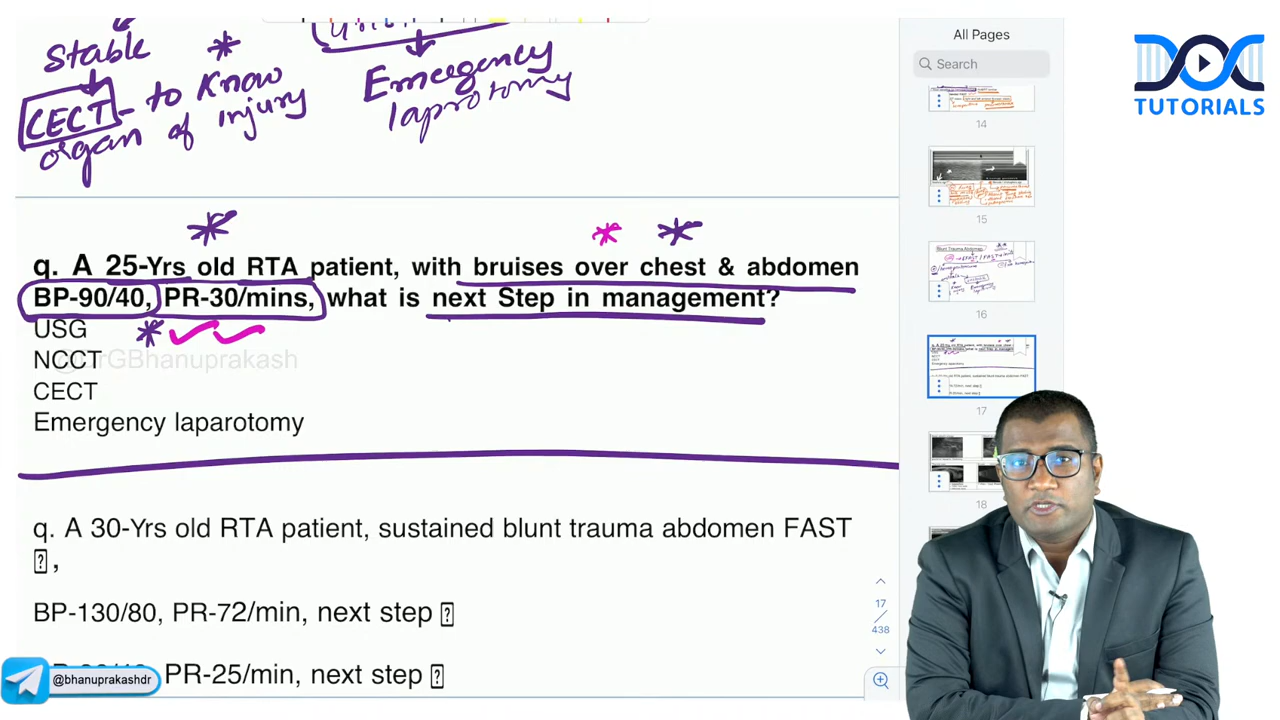 Stable
CECT - to Know
organ of injury
Emergency
laprotomy
q. A 25-Yrs old RTA patient, with bruises over chest & abdomen
BP-90/40, PR-30/mins, what is next Step in management?
USG
NCCT
CECT
Emergency laparotomy
@drGBhanuprakash
q. A 30-Yrs old RTA patient, sustained blunt trauma abdomen FAST
,
BP-130/80, PR-72/min, next step
PR-25/min, next step
@bhanuprakashdr
All Pages
Search
14
15
16
17
18
17
438
DOC
TUTORIALS